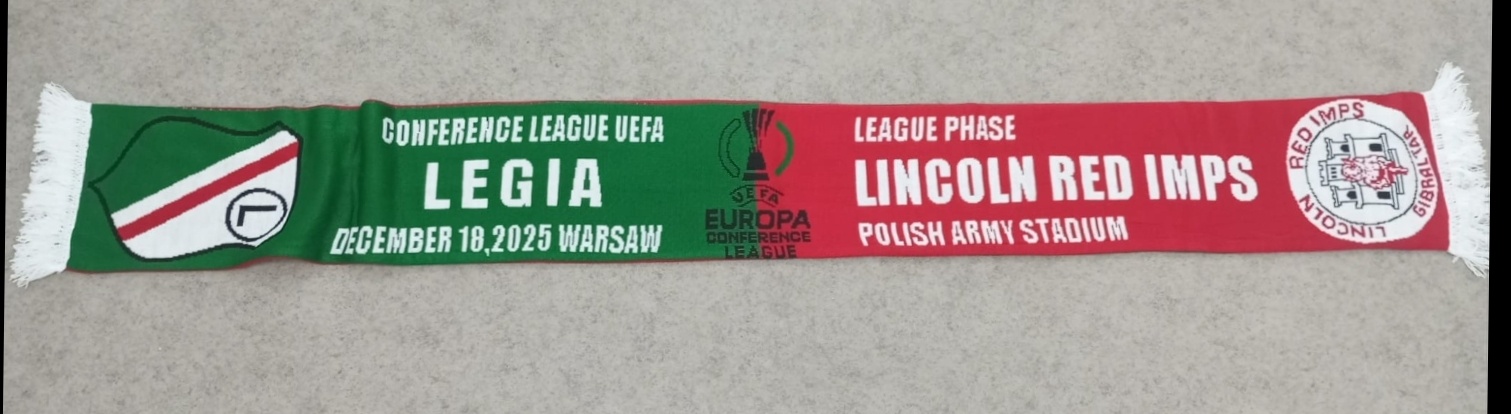 CONFERENCE LEAGUE UEFA
LEGIA
DECEMBER 18,2025 WARSAW
L
UEFA
EUROPA
CONFERENCE
LEAGUE
LEAGUE PHASE
LINCOLN RED IMPS
POLISH ARMY STADIUM
LINCOLN RED IMPS GIBRALTAR